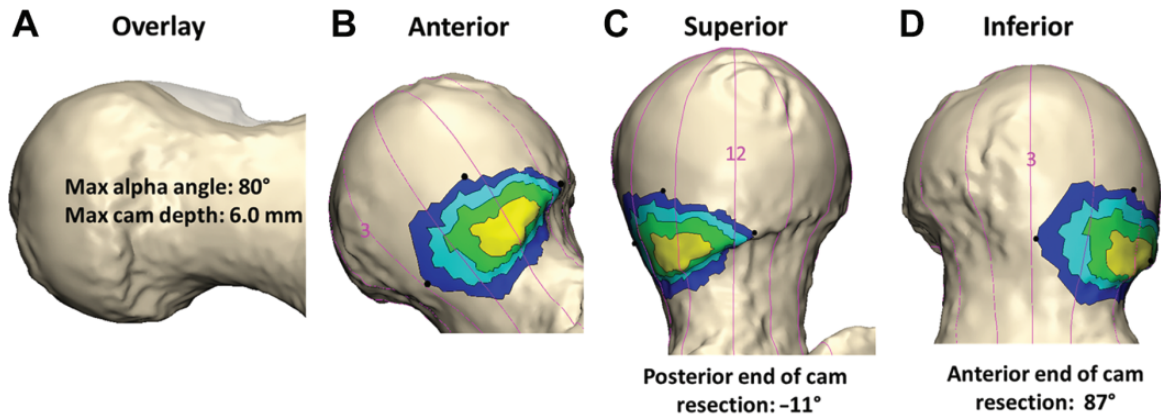 A Overlay
B Anterior
C Superior
D Inferior
Max alpha angle: 80°
Max cam depth: 6.0 mm
3
12
3
Posterior end of cam
resection: –11°
Anterior end of cam
resection: 87°